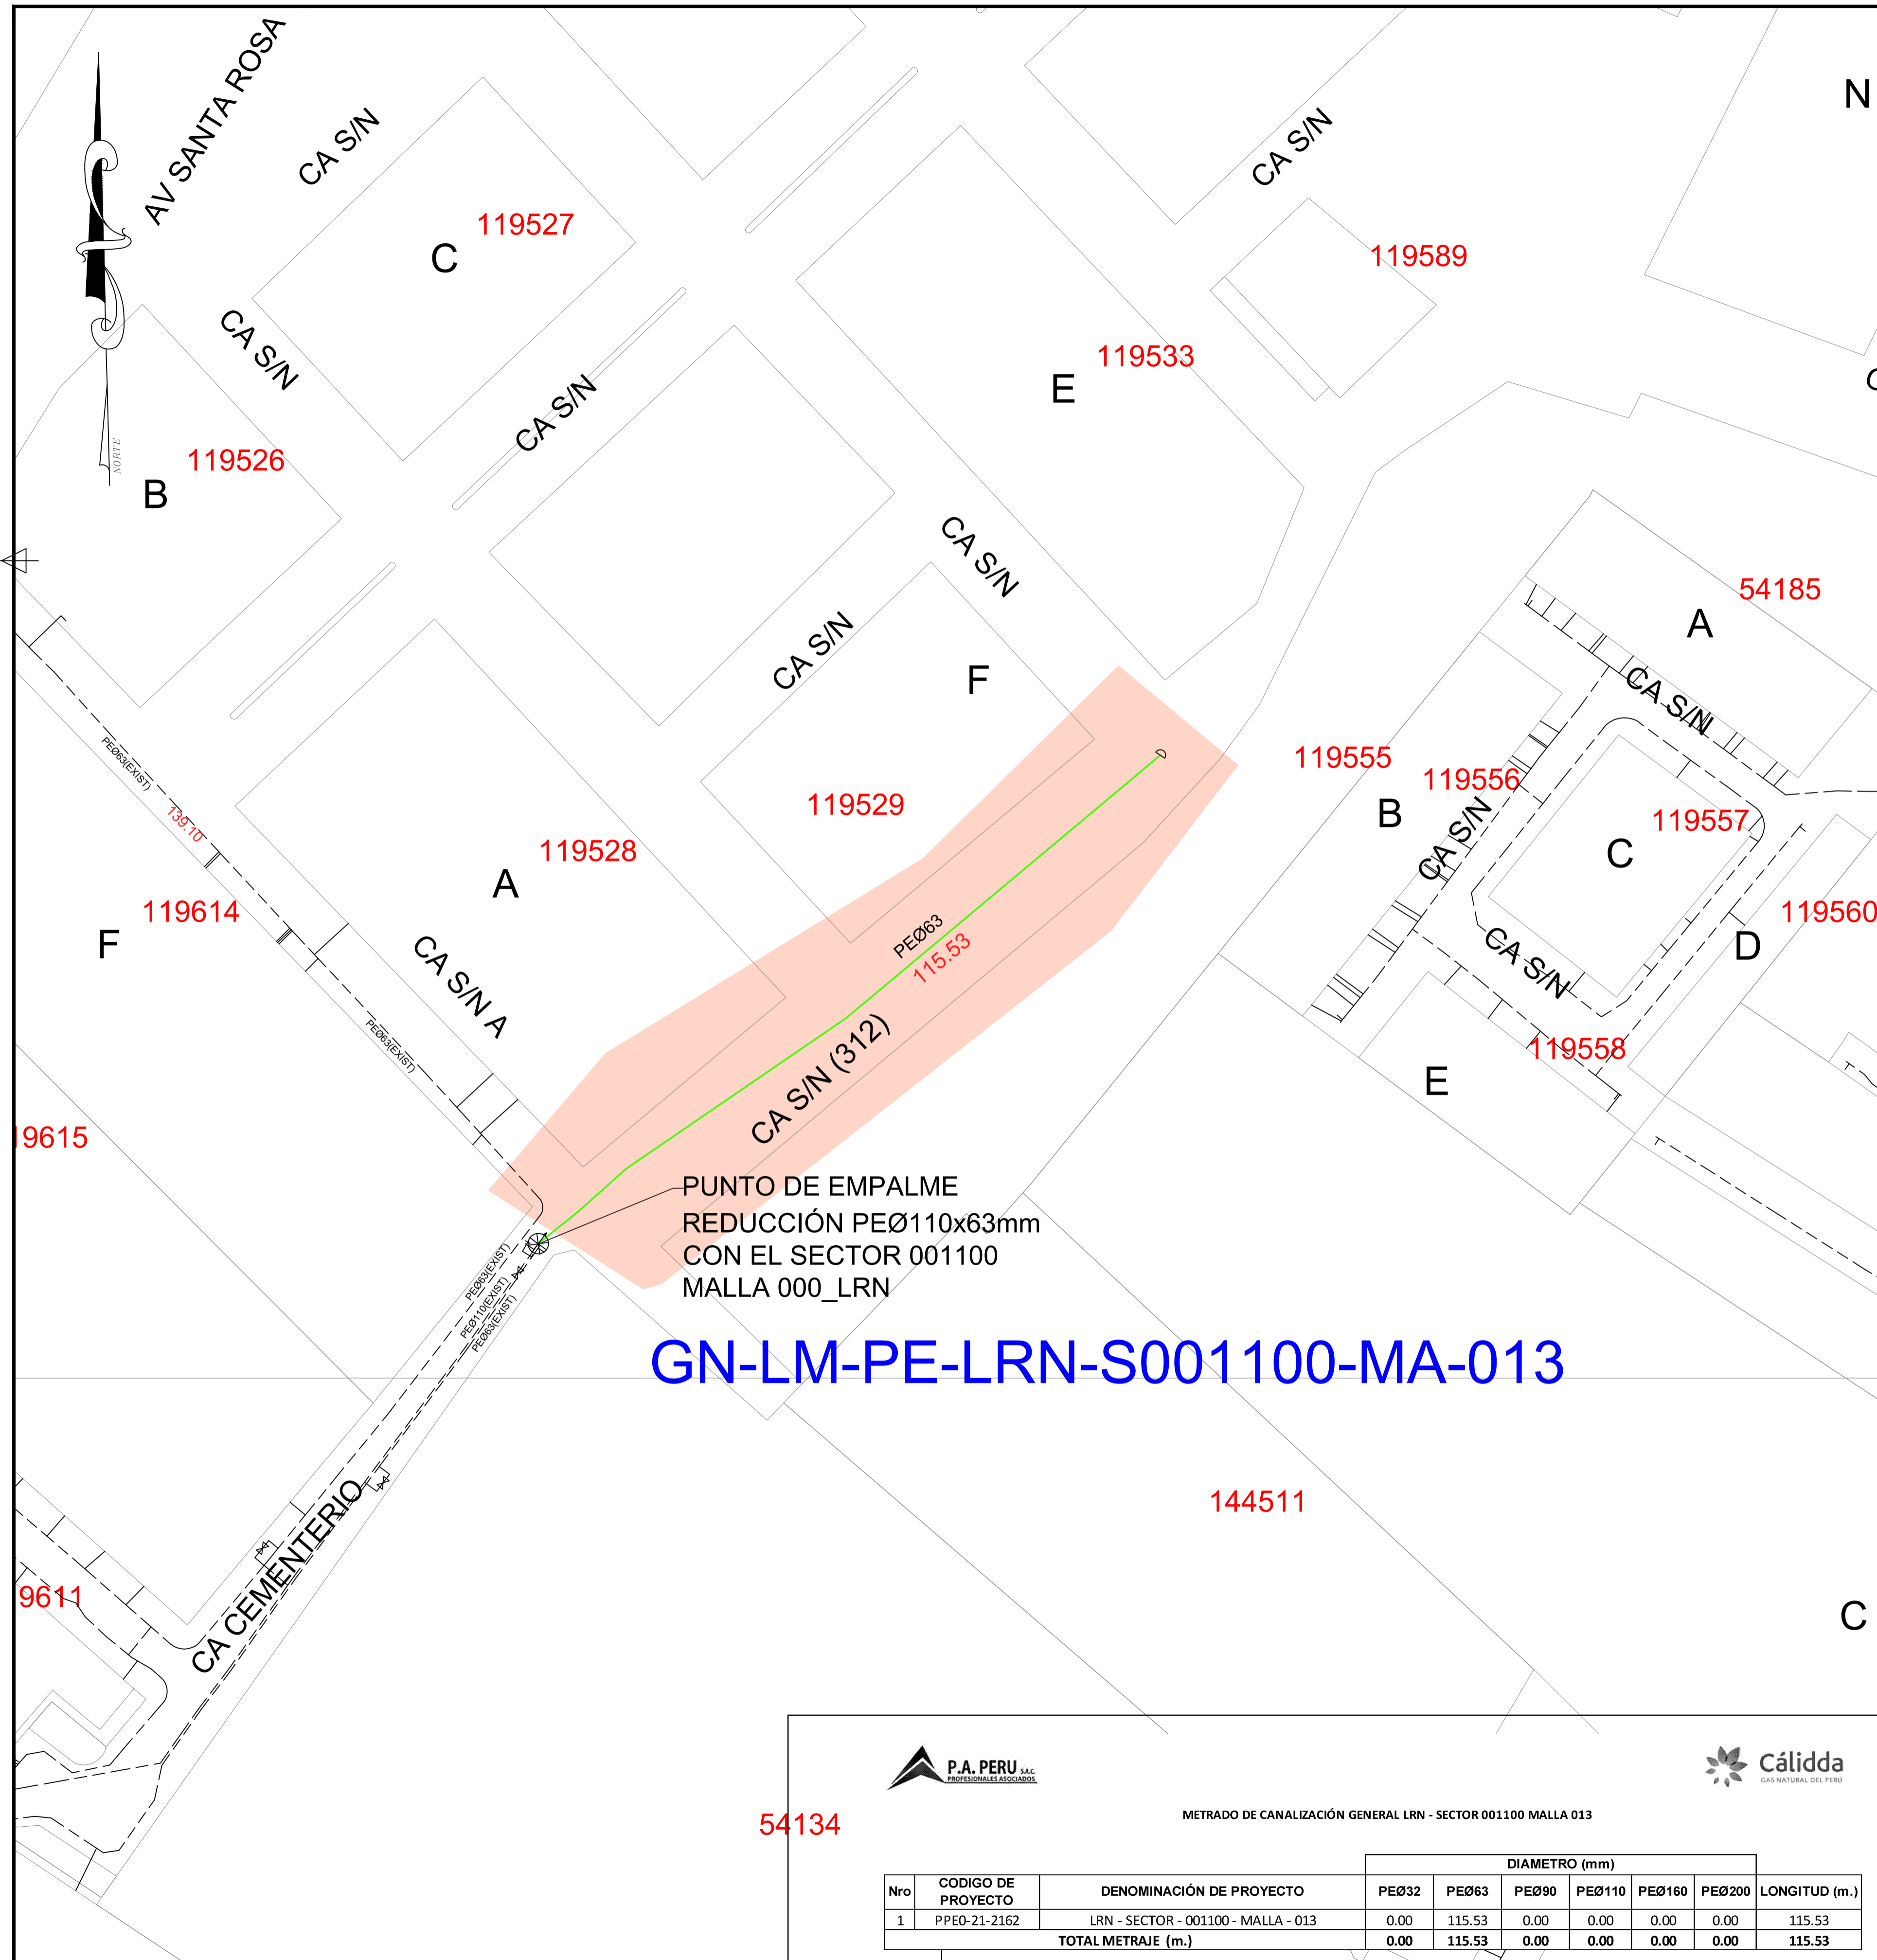 AV SANTA ROSA
CA S/N
CA S/N
N
119527
C
119589
CA S/N
119533
E
CA S/N
119526
B
NORTE
CA S/N
54185
A
CA S/N
F
CA S/N
PEØ63(EXIST)
119555
119556
B
119529
139.10
119557
C
CA S/N
119528
A
119614
F
119560
D
PEØ63
115.53
CA S/N
CA S/N A
PEØ63(EXIST)
CA S/N (312)
119558
E
19615
PUNTO DE EMPALME
REDUCCIÓN PEØ110x63mm
CON EL SECTOR 001100
MALLA 000_LRN
PEØ63(EXIST)
PEØ110(EXIST)
PEØ63(EXIST)
GN-LM-PE-LRN-S001100-MA-013
144511
CA CEMENTERIO
9611
C
54134
P.A. PERU S.A.C.
PROFESIONALES ASOCIADOS
Cálidda
GAS NATURAL DEL PERU
METRADO DE CANALIZACIÓN GENERAL LRN - SECTOR 001100 MALLA 013
DIAMETRO (mm)
Nro CODIGO DE PROYECTO DENOMINACIÓN DE PROYECTO PEØ32 PEØ63 PEØ90 PEØ110 PEØ160 PEØ200 LONGITUD (m.)
1 PPE0-21-2162 LRN - SECTOR - 001100 - MALLA - 013 0.00 115.53 0.00 0.00 0.00 0.00 115.53
TOTAL METRAJE (m.) 0.00 115.53 0.00 0.00 0.00 0.00 115.53